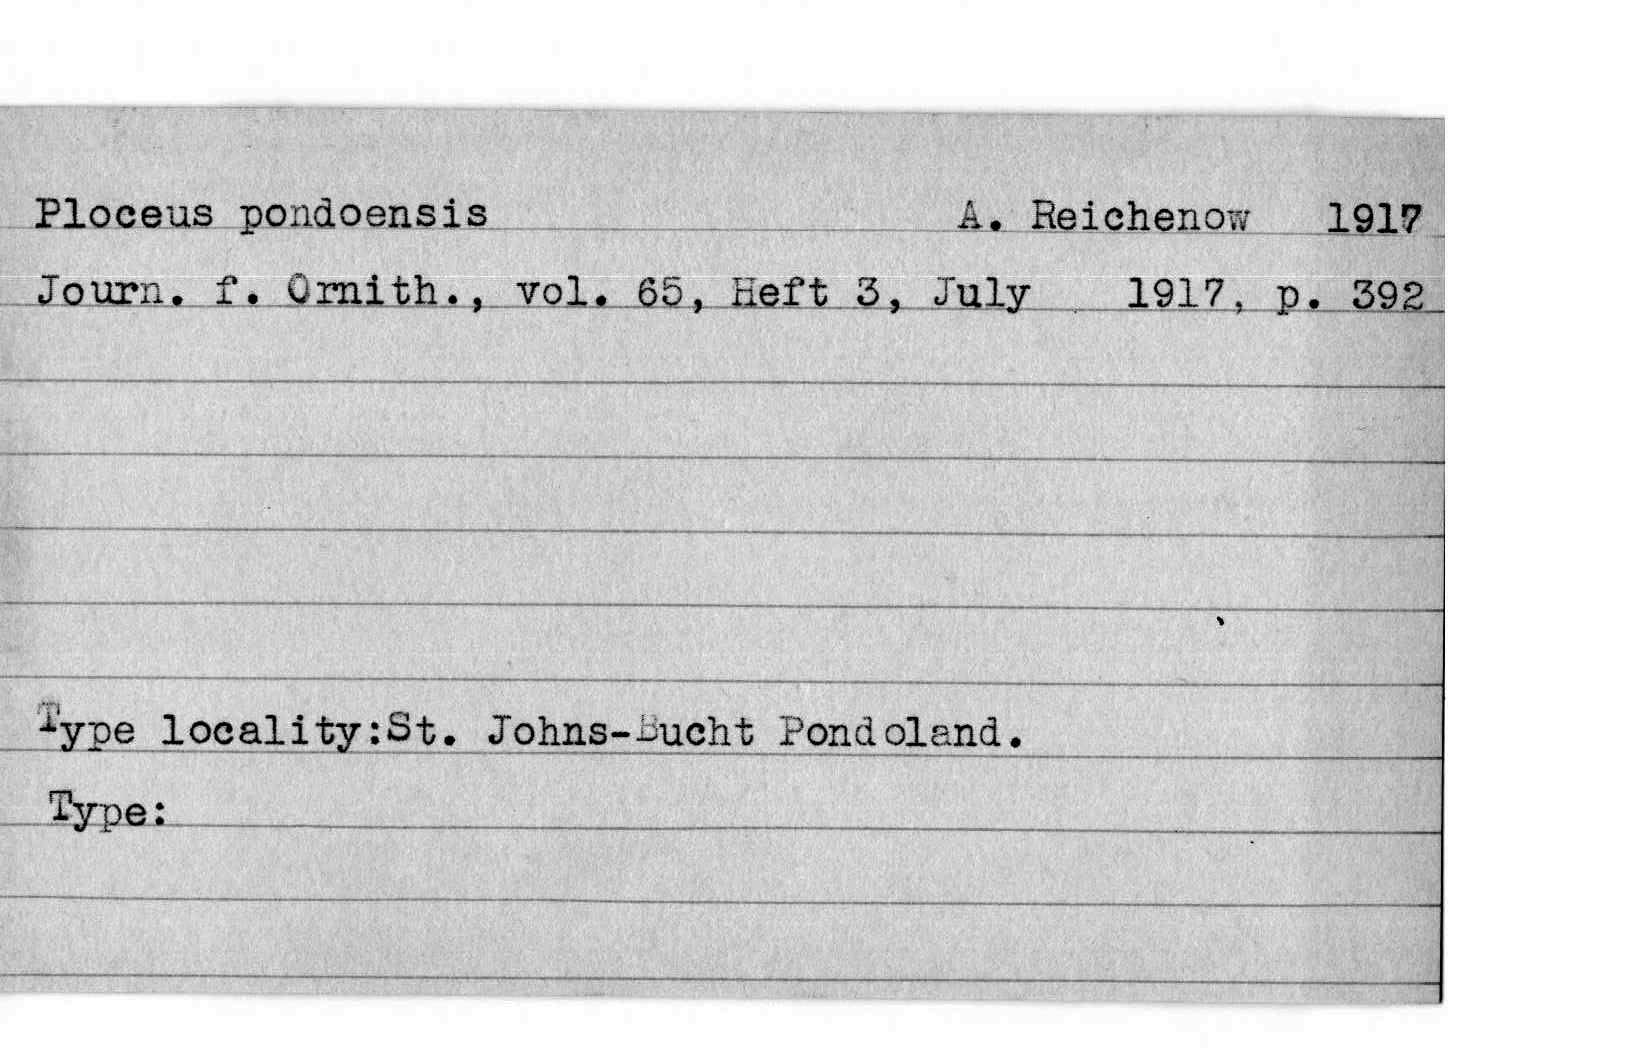 Ploceus pondoensis A. Reichenow 1917
Journ. f. Ornith., vol. 65, Heft 3, July 1917, p. 392
Type locality:St. Johns-Bucht Pondoland.
Type: